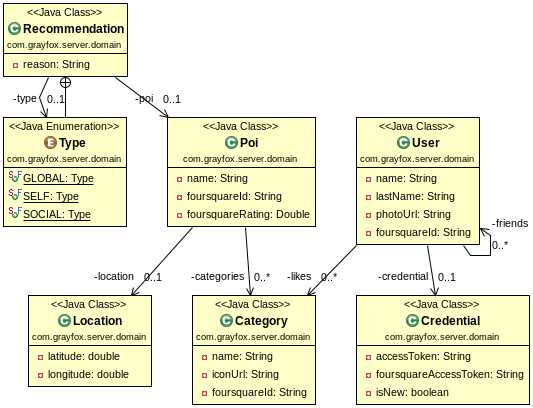 <<Java Class>>
Recommendation
com.grayfox.server.domain
reason: String
-type
0..1
-poi
0..1
<<Java Enumeration>>
Type
com.grayfox.server.domain
GLOBAL: Type
SELF: Type
SOCIAL: Type
<<Java Class>>
Poi
com.grayfox.server.domain
name: String
foursquareId: String
foursquareRating: Double
<<Java Class>>
User
com.grayfox.server.domain
name: String
lastName: String
photoUrl: String
foursquareId: String
-friends
0..*
-location
0..1
-categories
0..*
-likes
0..*
-credential
0..1
<<Java Class>>
Location
com.grayfox.server.domain
latitude: double
longitude: double
<<Java Class>>
Category
com.grayfox.server.domain
name: String
iconUrl: String
foursquareId: String
<<Java Class>>
Credential
com.grayfox.server.domain
accessToken: String
foursquareAccessToken: String
isNew: boolean